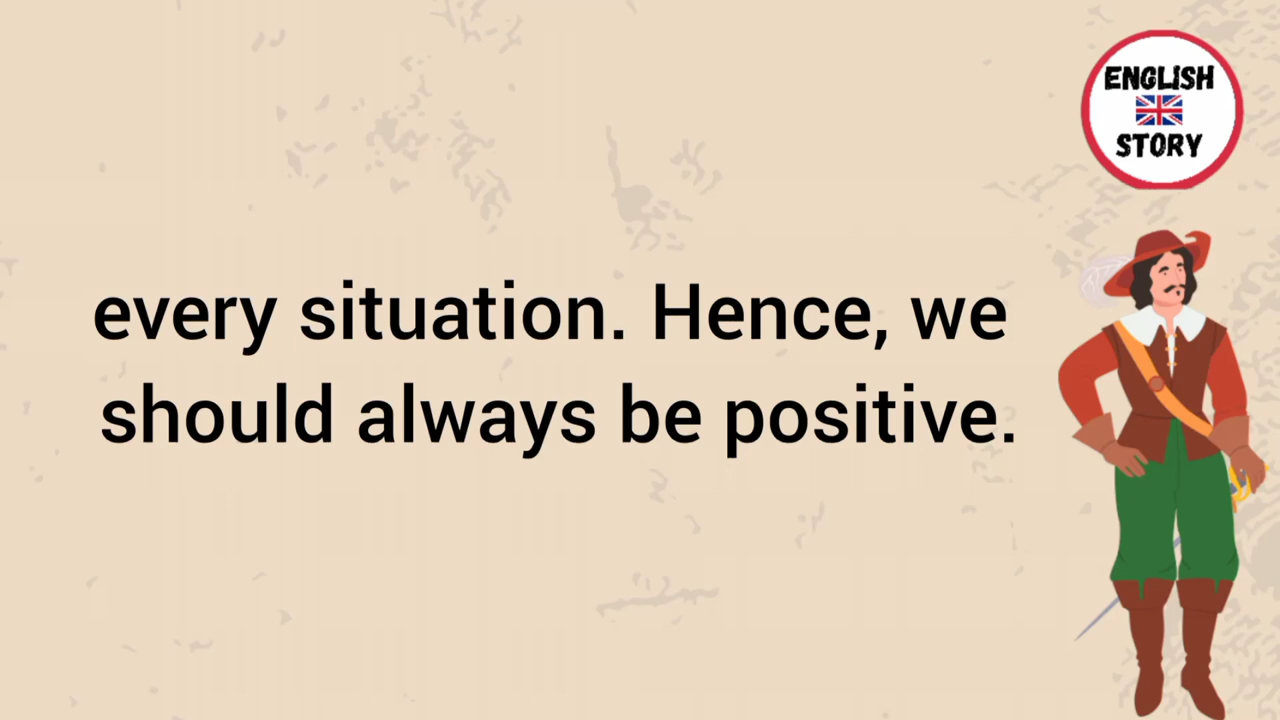 ENGLISH
STORY
every situation. Hence, we
should always be positive.